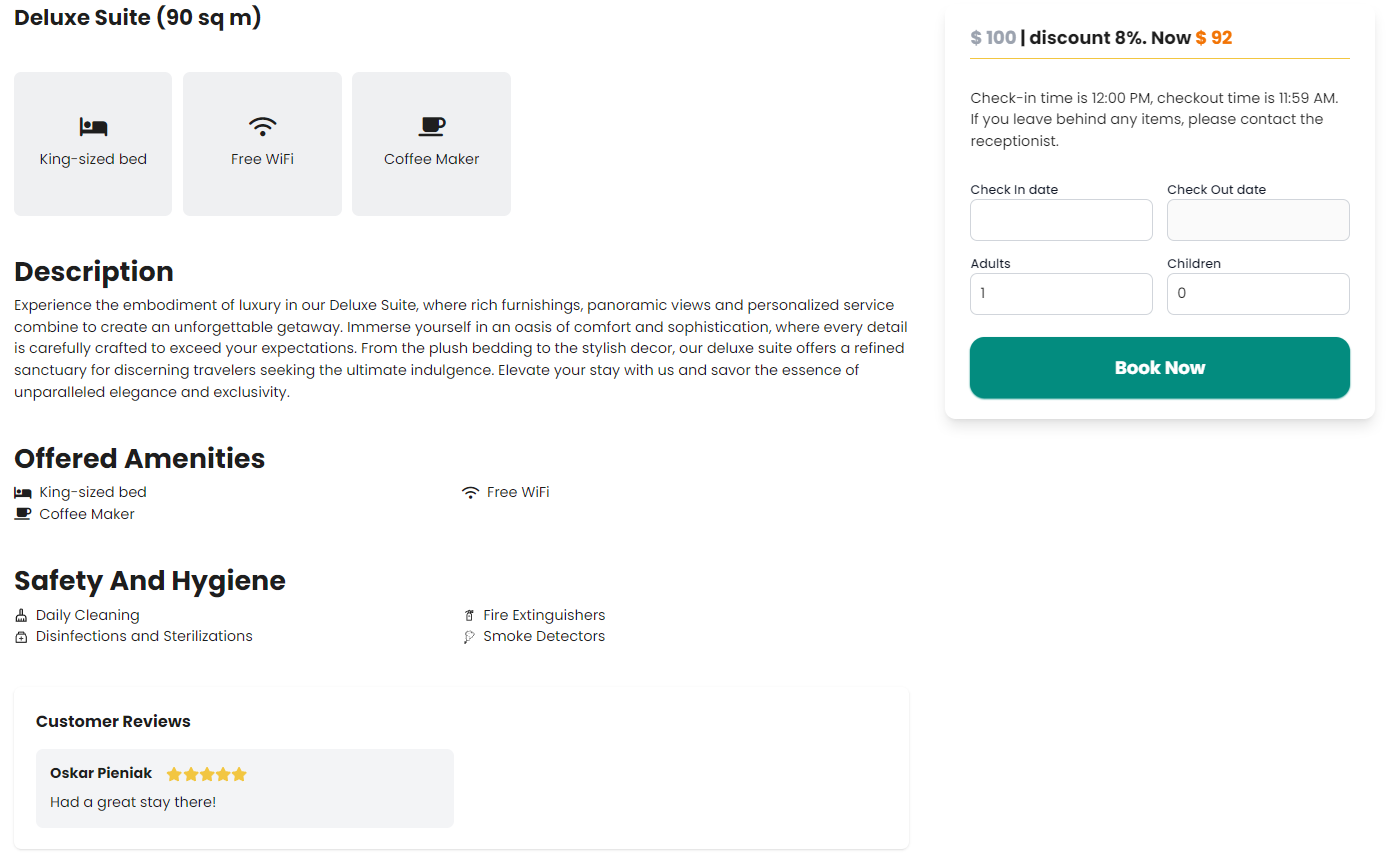 Deluxe Suite (90 sq m)
King-sized bed
Free WiFi
Coffee Maker
Description
Experience the embodiment of luxury in our Deluxe Suite, where rich furnishings, panoramic views and personalized service
combine to create an unforgettable getaway. Immerse yourself in an oasis of comfort and sophistication, where every detail
is carefully crafted to exceed your expectations. From the plush bedding to the stylish decor, our deluxe suite offers a refined
sanctuary for discerning travelers seeking the ultimate indulgence. Elevate your stay with us and savor the essence of
unparalleled elegance and exclusivity.
Offered Amenities
King-sized bed
Free WiFi
Coffee Maker
Safety And Hygiene
Daily Cleaning
Fire Extinguishers
Disinfections and Sterilizations
Smoke Detectors
Customer Reviews
Oskar Pieniak
Had a great stay there!
$ 100 | discount 8%. Now $ 92
Check-in time is 12:00 PM, checkout time is 11:59 AM.
If you leave behind any items, please contact the
receptionist.
Check In date
Check Out date
Adults
Children
1
0
Book Now